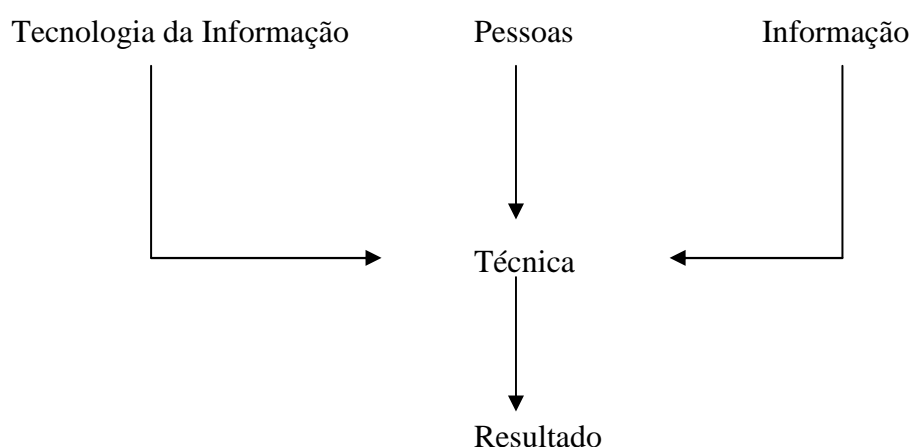 Tecnologia da Informação Pessoas Informação
Técnica
Resultado